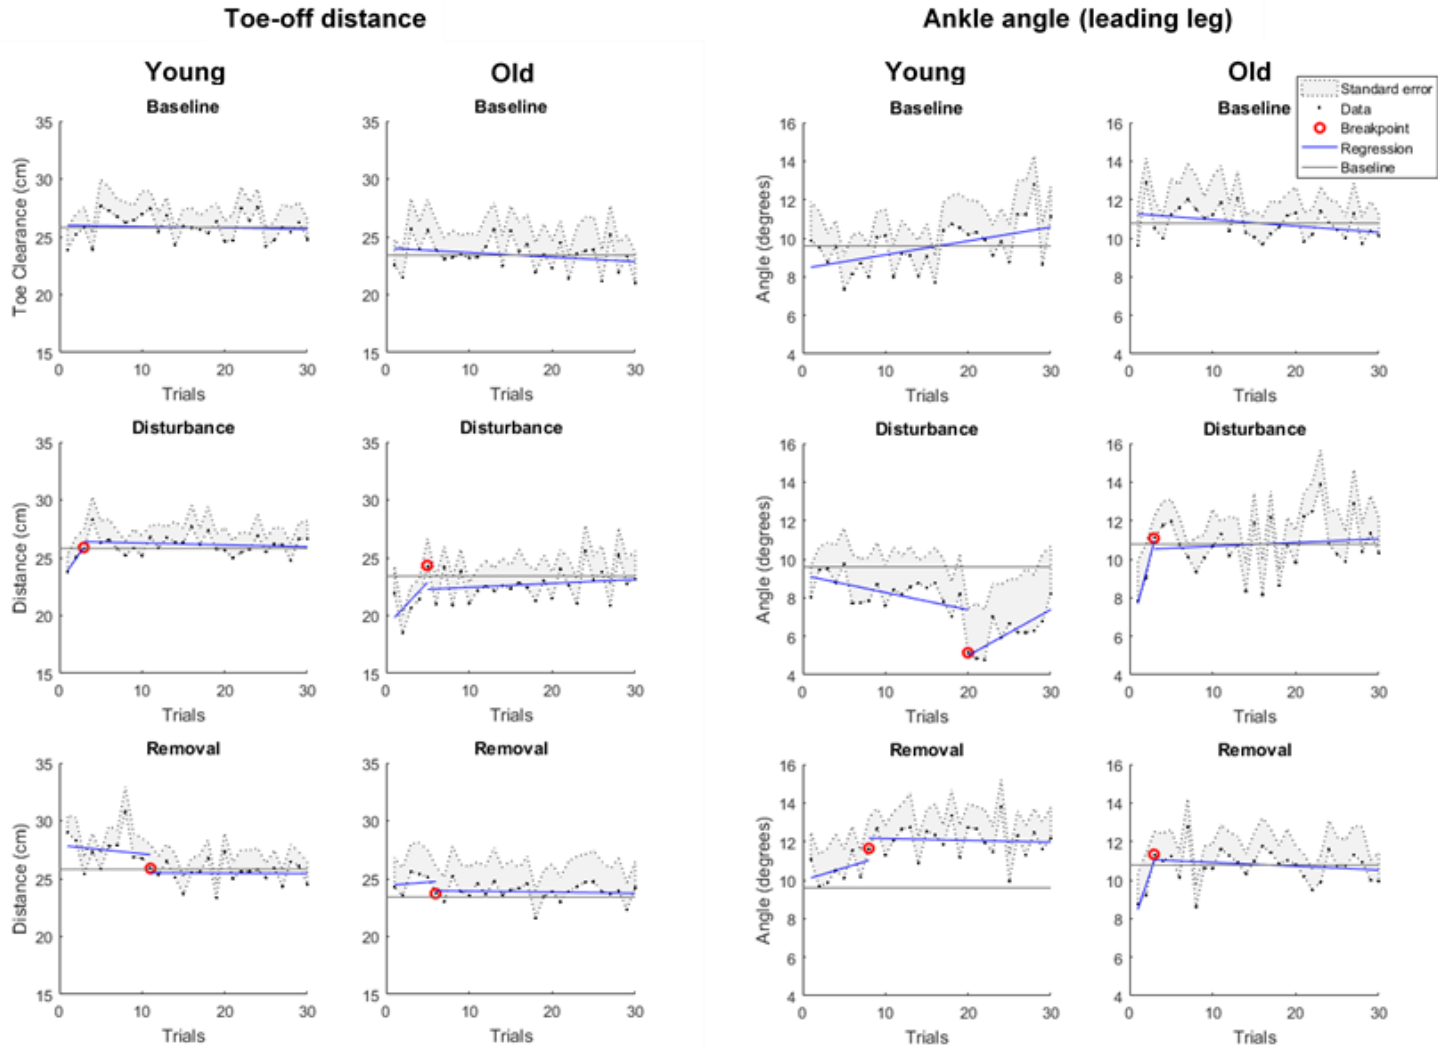 Toe-off distance
Ankle angle (leading leg)
Young
Old
Young
Old
Baseline
Baseline
Baseline
Baseline
Standard error
Data
Breakpoint
Regression
Baseline
35
30
25
20
15
Toe Clearance (cm)
0 10 20 30
Trials
35
30
25
20
15
0 10 20 30
Trials
16
14
12
10
8
6
4
Angle (degrees)
0 10 20 30
Trials
16
14
12
10
8
6
4
0 10 20 30
Trials
Disturbance
Disturbance
Disturbance
Disturbance
35
30
25
20
15
Distance (cm)
0 10 20 30
Trials
35
30
25
20
15
0 10 20 30
Trials
16
14
12
10
8
6
4
Angle (degrees)
0 10 20 30
Trials
16
14
12
10
8
6
4
0 10 20 30
Trials
Removal
Removal
Removal
Removal
35
30
25
20
15
Distance (cm)
0 10 20 30
Trials
35
30
25
20
15
0 10 20 30
Trials
16
14
12
10
8
6
4
Angle (degrees)
0 10 20 30
Trials
16
14
12
10
8
6
4
0 10 20 30
Trials